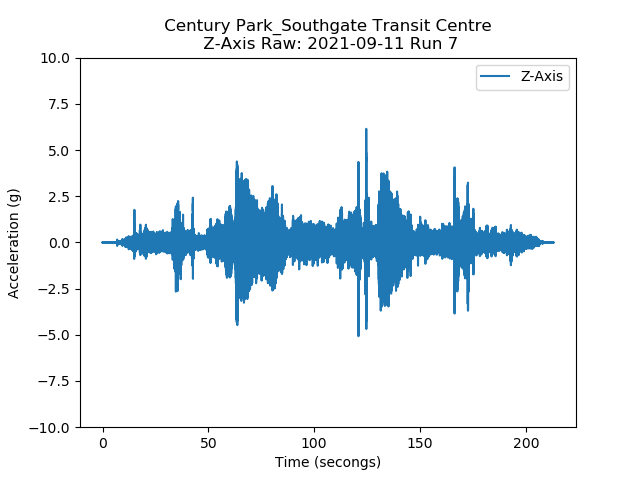 Century Park_Southgate Transit Centre
Z-Axis Raw: 2021-09-11 Run 7
Z-Axis
10.0
7.5
5.0
2.5
0.0
−2.5
−5.0
−7.5
−10.0
Acceleration (g)
0 50 100 150 200
Time (secongs)